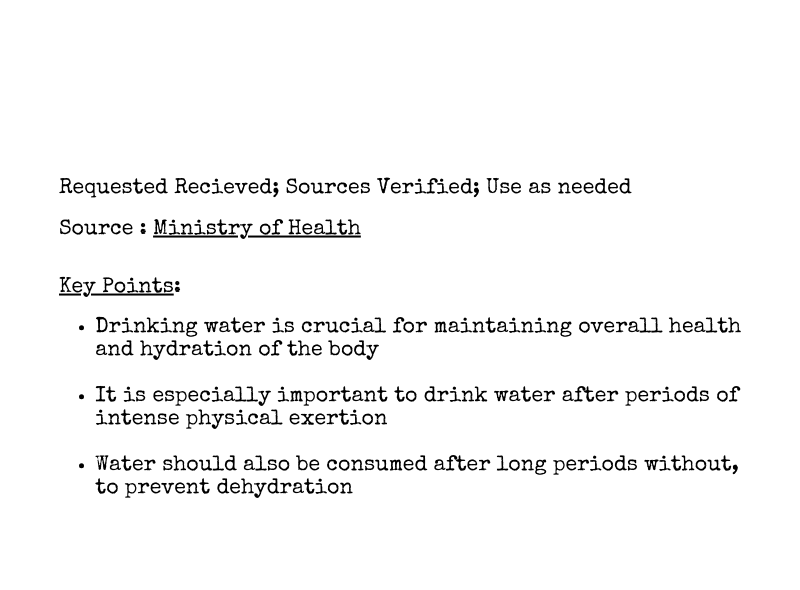 Requested Recieved; Sources Verified; Use as needed
Source : Ministry of Health
Key Points:
• Drinking water is crucial for maintaining overall health
and hydration of the body
• It is especially important to drink water after periods of
intense physical exertion
• Water should also be consumed after long periods without,
to prevent dehydration